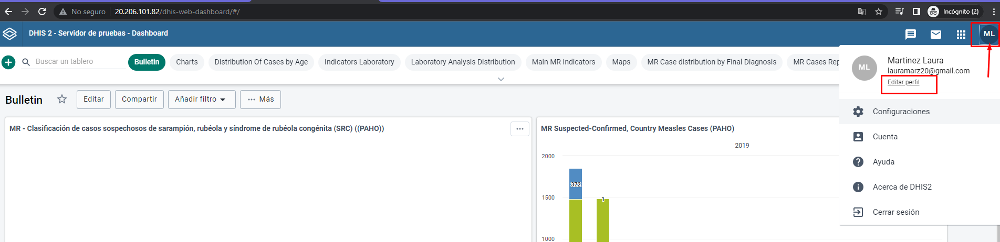 No seguro
20.206.101.82/dhis-web-dashboard/#/
Incógnito (2)
DHIS 2 - Servidor de pruebas - Dashboard
ML
Buscar un tablero
Bulletin
Charts
Distribution Of Cases by Age
Indicators Laboratory
Laboratory Analysis Distribution
Main MR Indicators
Maps
MR Case distribution by Final Diagnosis
MR Cases Rep
ML
Martinez Laura
lauramarz20@gmail.com
Editar perfil
Configuraciones
Cuenta
Ayuda
Acerca de DHIS2
Cerrar sesión
Bulletin
Editar
Compartir
Añadir filtro
Más
MR - Clasificación de casos sospechosos de sarampión, rubéola y síndrome de rubéola congénita (SRC) ((PAHO))
MR Suspected-Confirmed, Country Measles Cases (PAHO)
2019
2000
372
1500
1
1000